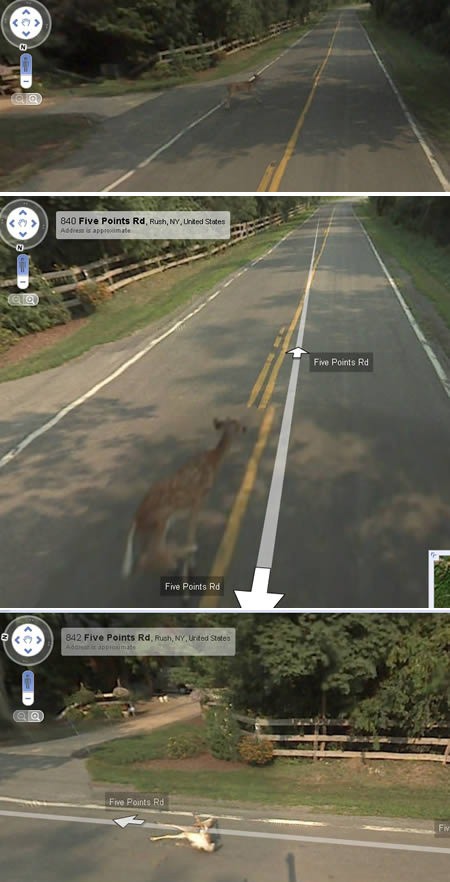 N
840 Five Points Rd, Rush, NY, United States
Address is approximate
N
Five Points Rd
Five Points Rd
842 Five Points Rd, Rush, NY, United States
Address is approximate
N
Five Points Rd
Fi